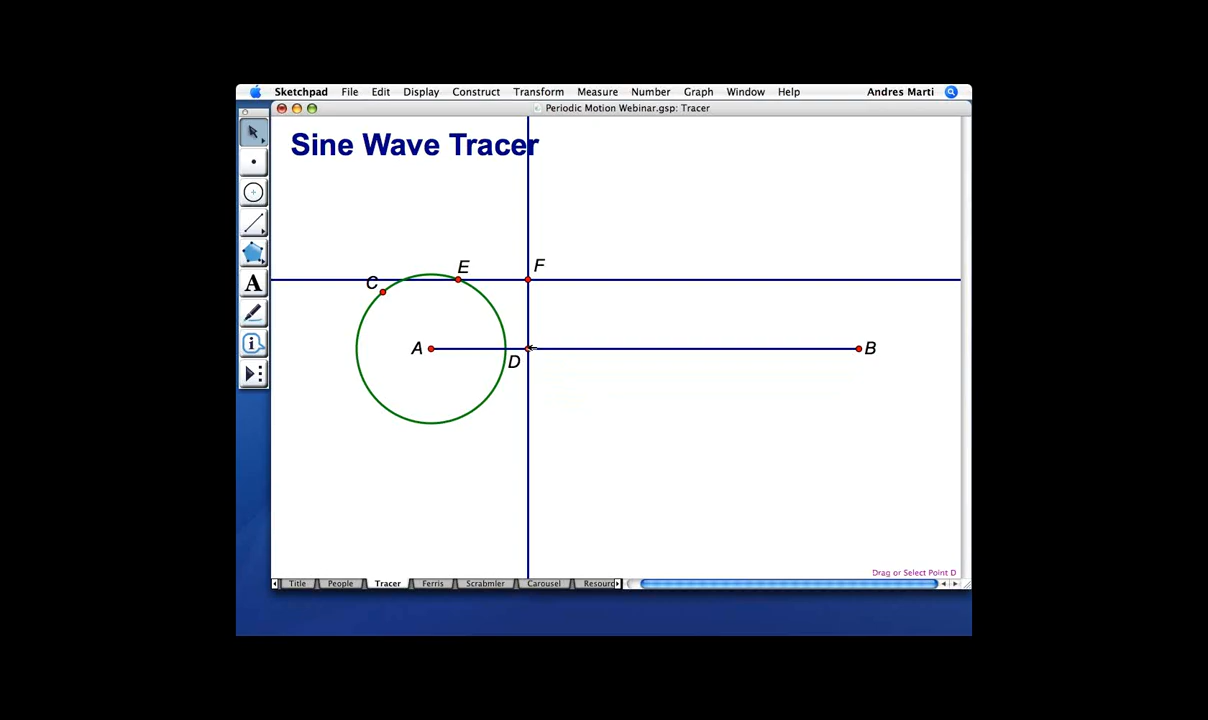 Sketchpad File Edit Display Construct Transform Measure Number Graph Window Help Andres Marti
Periodic Motion Webinar.gsp: Tracer
Sine Wave Tracer
E F
C
A B
D
A
Drag or Select Point D
Title People Tracer Ferris Scrabmler Carousel Resourc